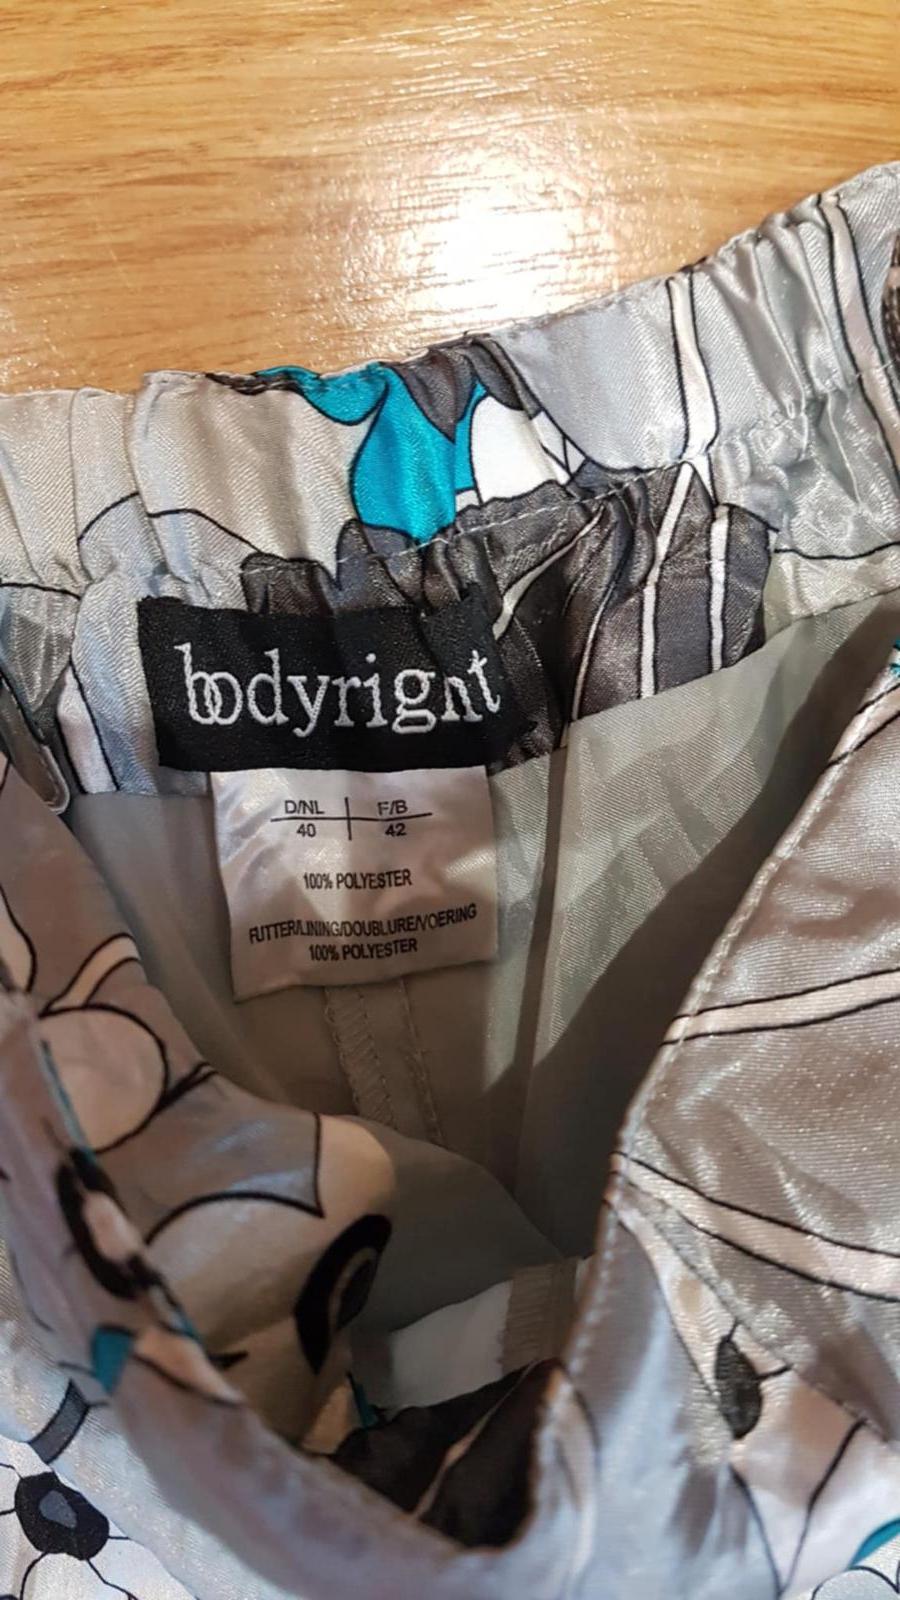 bodyright
D/NL | F/B
40 | 42
100% POLYESTER
FUTTER/LINING/DOUBLURE/VOERING
100% POLYESTER